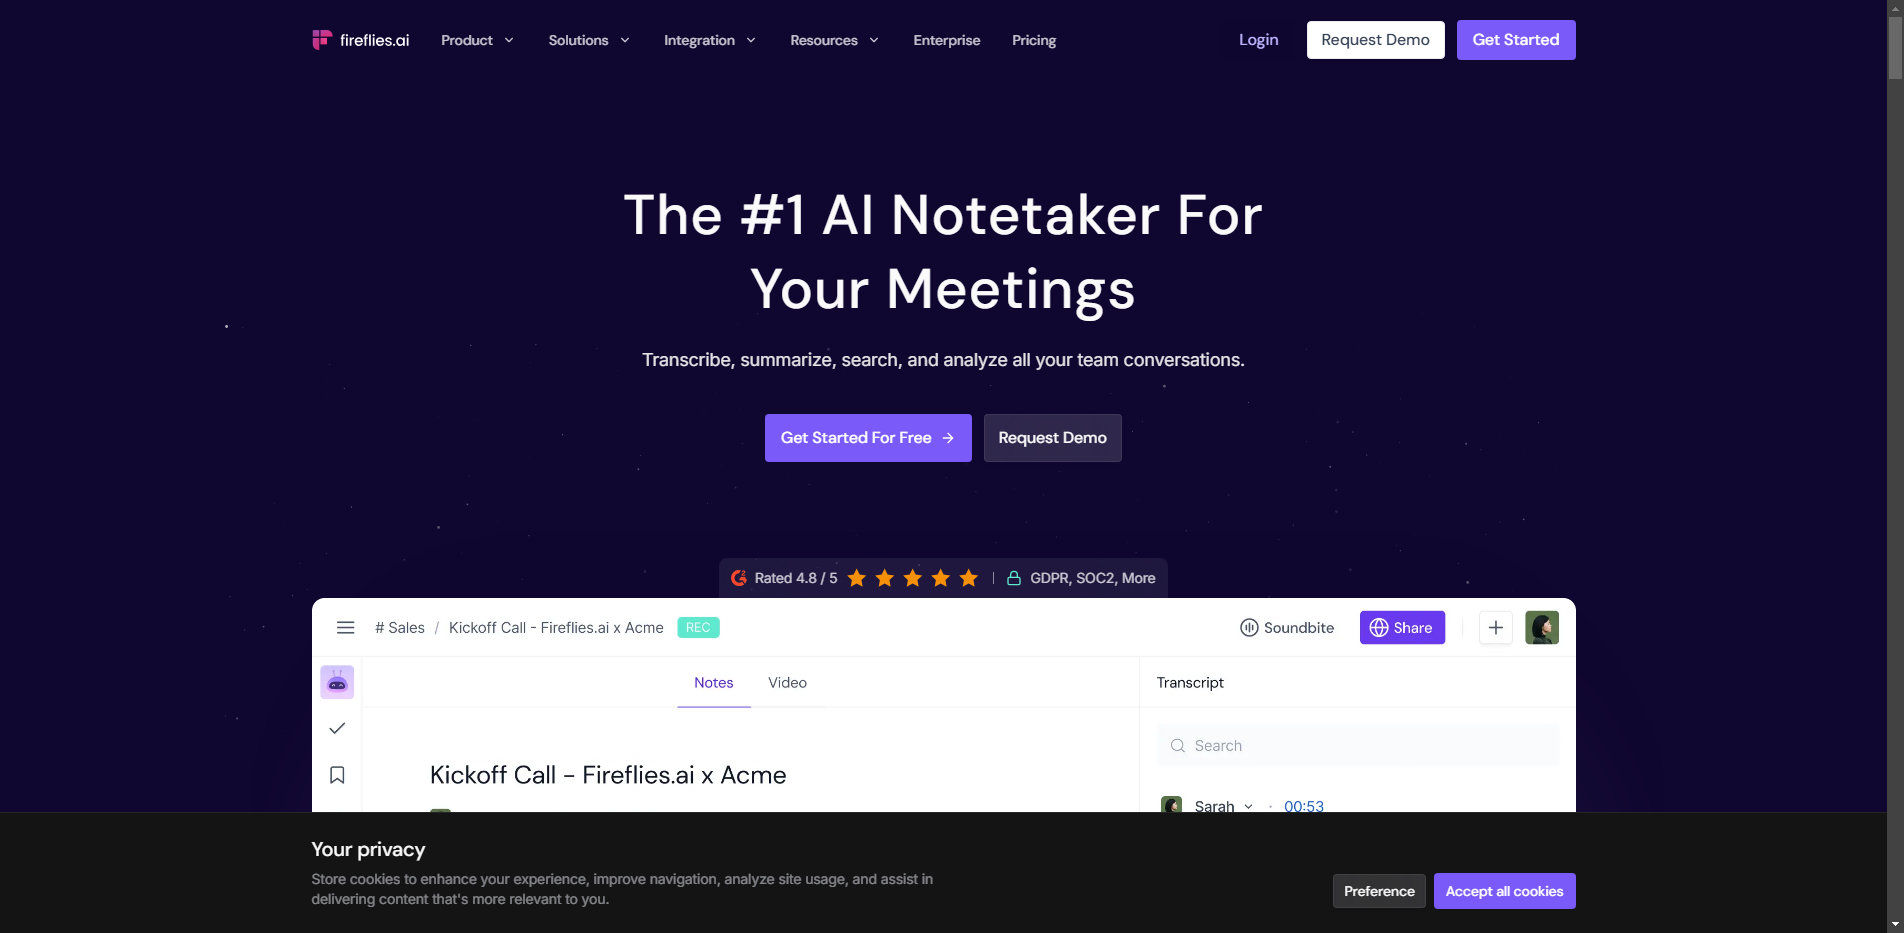 fireflies.ai Product Solutions Integration Resources Enterprise Pricing Login Request Demo Get Started
The #1 AI Notetaker For
Your Meetings
Transcribe, summarize, search, and analyze all your team conversations.
Get Started For Free Request Demo
Rated 4.8 / 5 GDPR, SOC2, More
# Sales / Kickoff Call - Fireflies.ai x Acme REC Soundbite Share
Notes Video Transcript
Search
Kickoff Call – Fireflies.ai x Acme
Sarah · 00:53
Your privacy
Store cookies to enhance your experience, improve navigation, analyze site usage, and assist in
delivering content that's more relevant to you.
Preference Accept all cookies